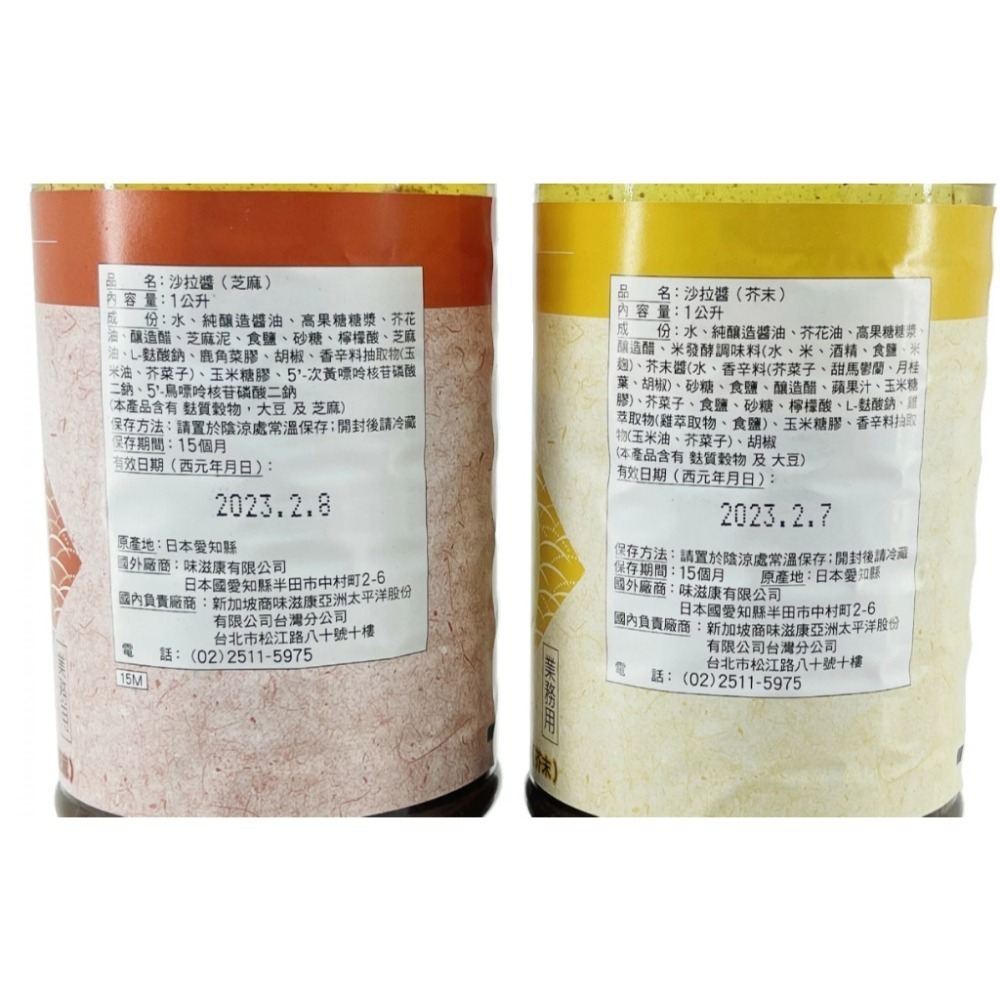 品　　名：沙拉醬（芝麻）
內 容 量：1公升
成　　份：水、純釀造醬油、高果糖糖漿、芥花
油、釀造醋、芝麻泥、食鹽、砂糖、檸檬酸、芝麻
油、L-麩酸鈉、鹿角菜膠、胡椒、香辛料抽取物(玉
米油、芥菜子)、玉米糖膠、5'-次黃嘌呤核苷磷酸
二鈉、5'-鳥嘌呤核苷磷酸二鈉
(本產品含有 麩質穀物，大豆 及 芝麻)
保存方法：請置於陰涼處常溫保存；開封後請冷藏
保存期間：15個月
有效日期（西元年月日）：
2023.2.8
原產地：日本愛知縣
國外廠商：味滋康有限公司
日本國愛知縣半田市中村町2-6
國內負責廠商：新加坡商味滋康亞洲太平洋股份
有限公司台灣分公司
台北市松江路八十號十樓
電　　話：(02)2511-5975
15M
品　　名：沙拉醬（芥末）
內 容 量：1公升
成　　份：水、純釀造醬油、芥花油、高果糖糖漿、
釀造醋、米發酵調味料(水、米、酒精、食鹽、米
麴)、芥末醬(水、香辛料(芥菜子、甜馬鬱蘭、月桂
葉、胡椒)、砂糖、食鹽、釀造醋、蘋果汁、玉米糖
膠)、芥菜子、食鹽、砂糖、檸檬酸、L-麩酸鈉、雞
萃取物(雞萃取物、食鹽)、玉米糖膠、香辛料抽取
物(玉米油、芥菜子)、胡椒
(本產品含有 麩質穀物 及 大豆)
有效日期（西元年月日）：
2023.2.7
保存方法：請置於陰涼處常溫保存；開封後請冷藏
保存期間：15個月　　原產地：日本愛知縣
國外廠商：味滋康有限公司
日本國愛知縣半田市中村町2-6
國內負責廠商：新加坡商味滋康亞洲太平洋股份
有限公司台灣分公司
台北市松江路八十號十樓
電　　話：(02)2511-5975
業務用
芥末)